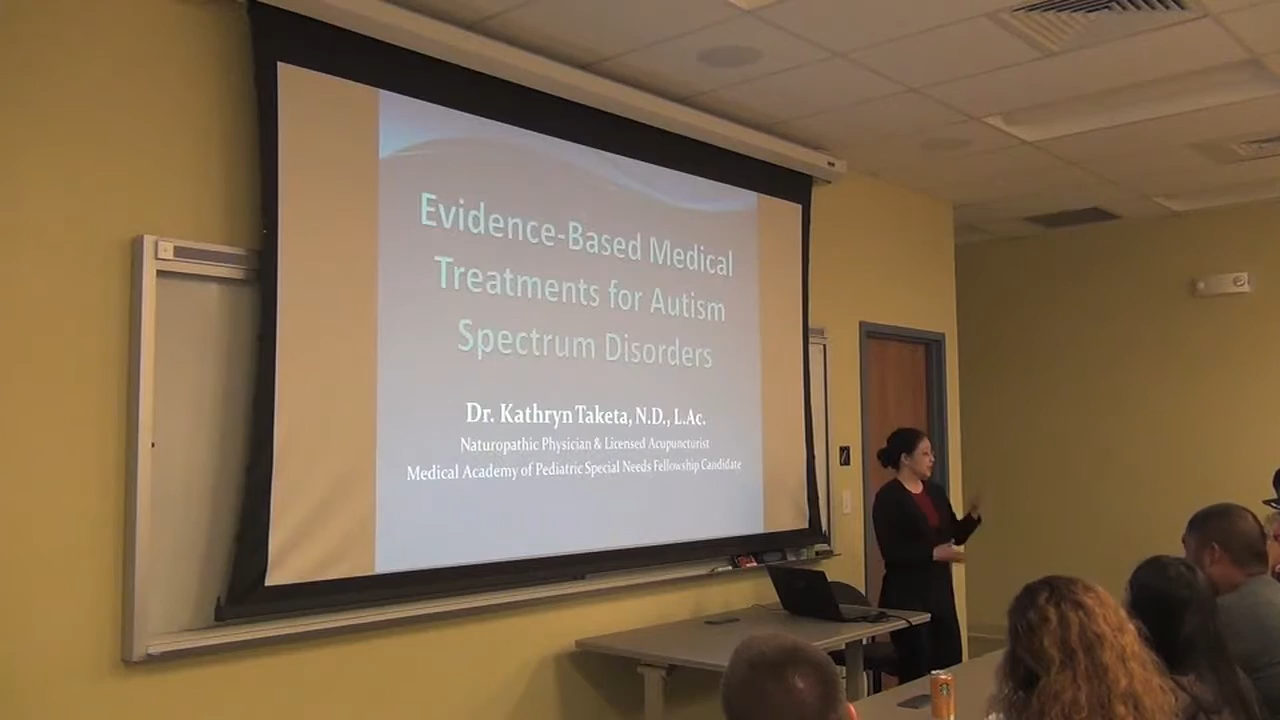 Evidence-Based Medical
Treatments for Autism
Spectrum Disorders
Dr. Kathryn Taketa, N.D., L.Ac.
Naturopathic Physician & Licensed Acupuncturist
Medical Academy of Pediatric Special Needs Fellowship Candidate